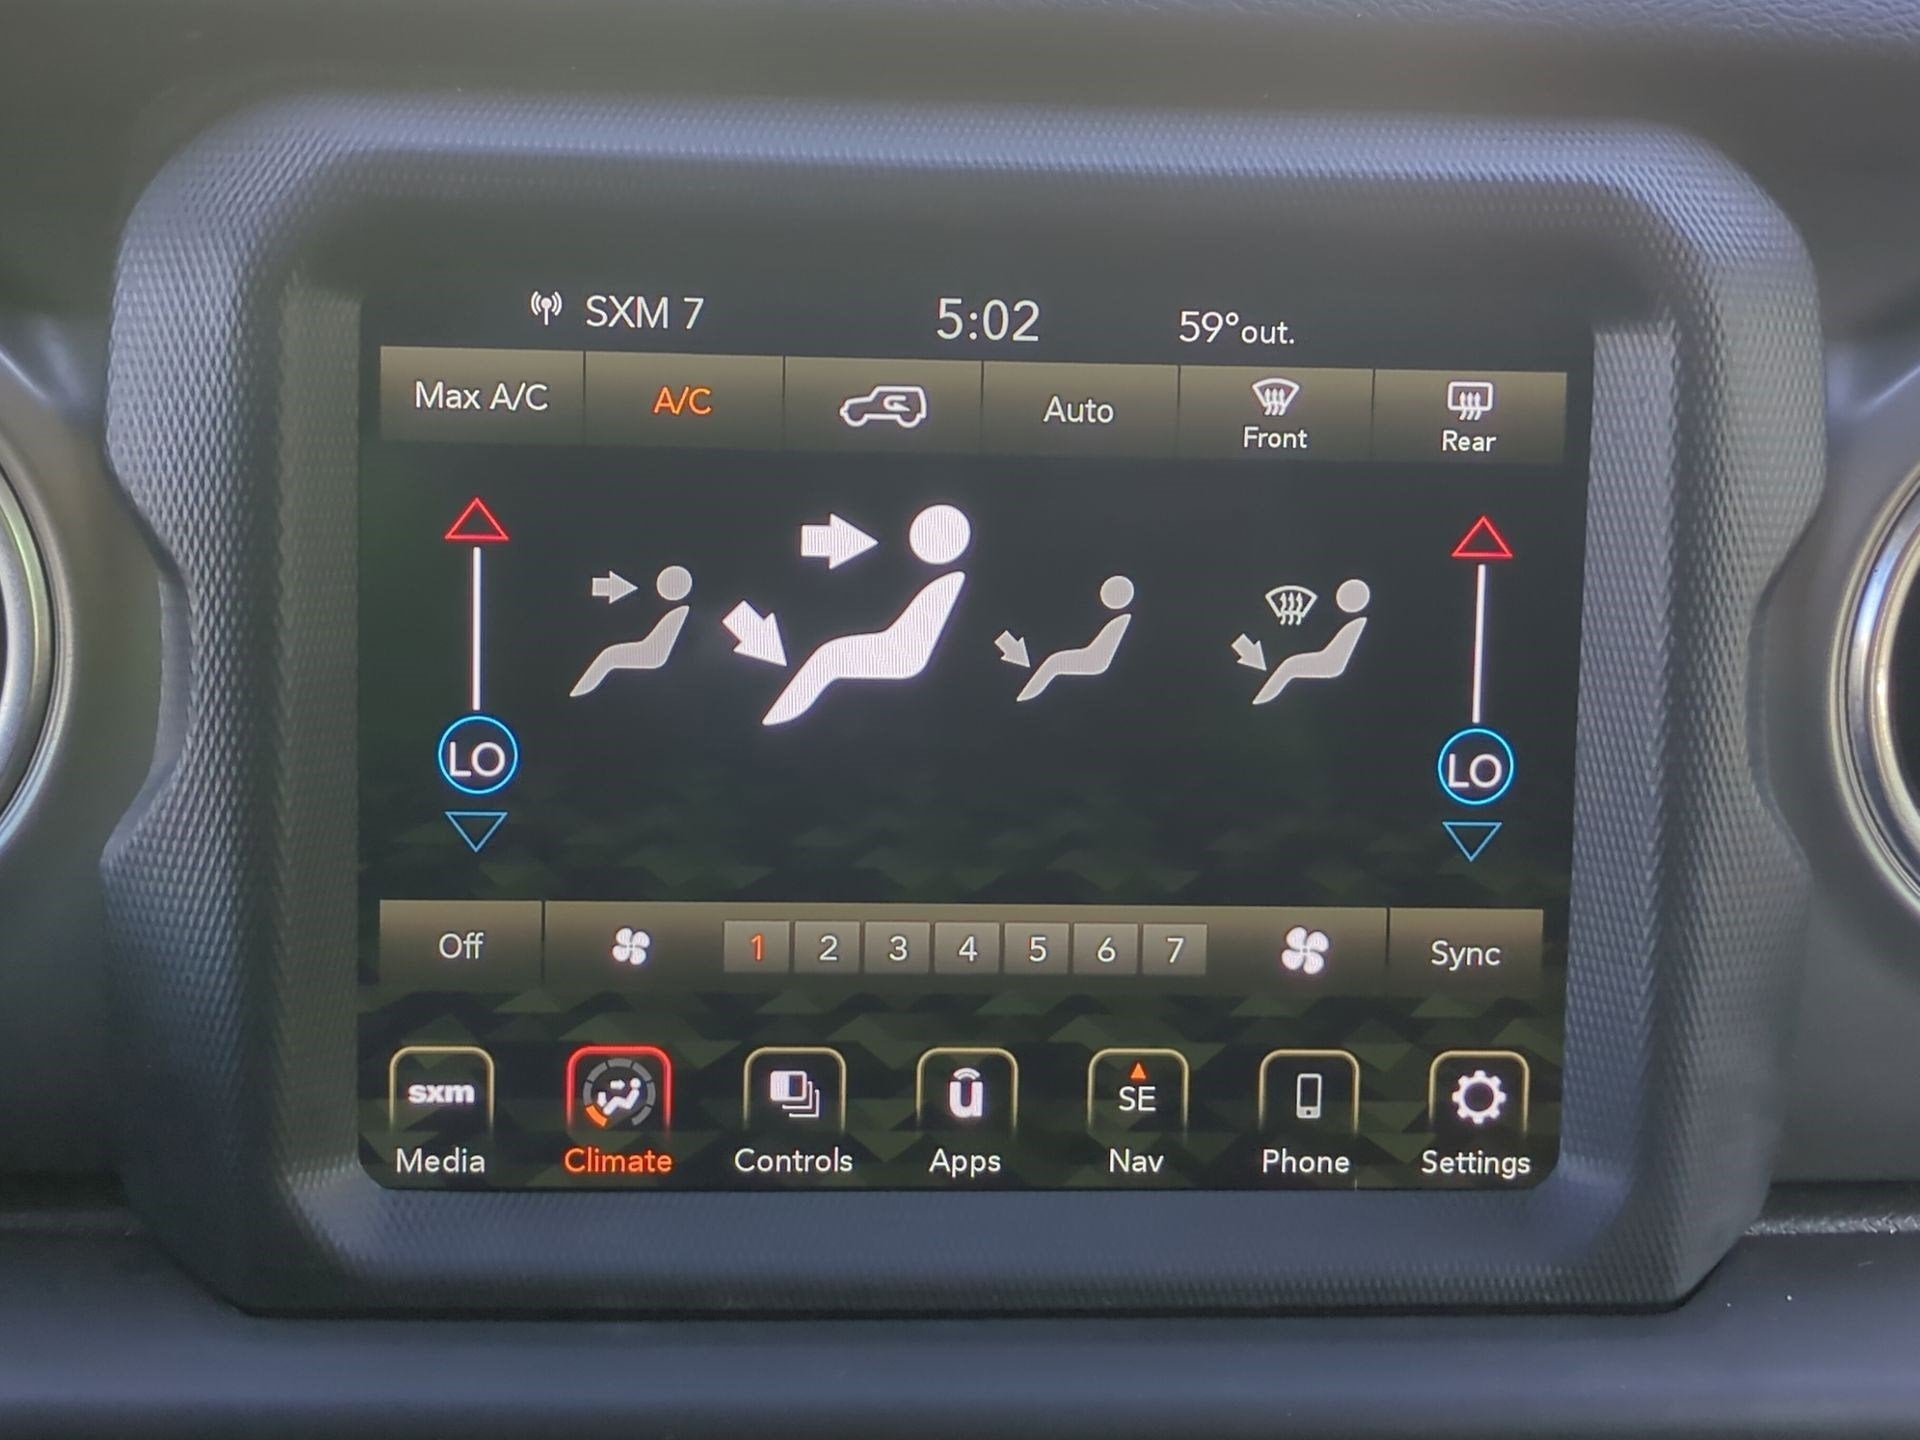 SXM 7 5:02 59°out.
Max A/C A/C Auto Front Rear
LO LO
Off 1 2 3 4 5 6 7 Sync
sxm u SE
Media Climate Controls Apps Nav Phone Settings